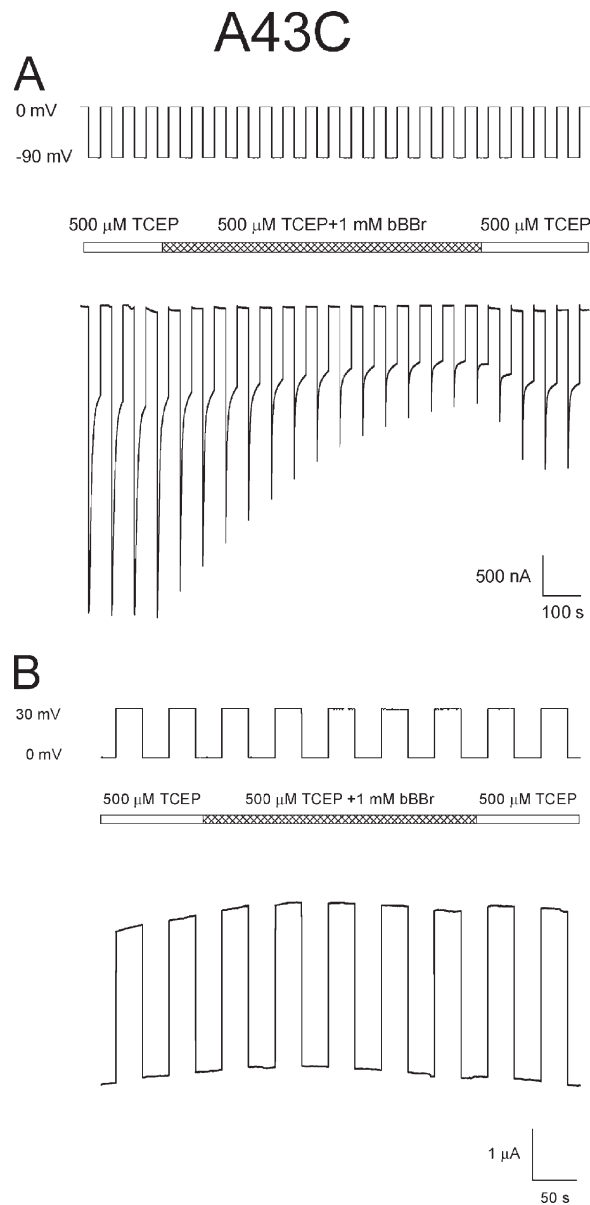 A43C
A
0 mV
-90 mV
500 µM TCEP 500 µM TCEP+1 mM bBBr 500 µM TCEP
500 nA
100 s
B
30 mV
0 mV
500 µM TCEP 500 µM TCEP +1 mM bBBr 500 µM TCEP
1 µA
50 s